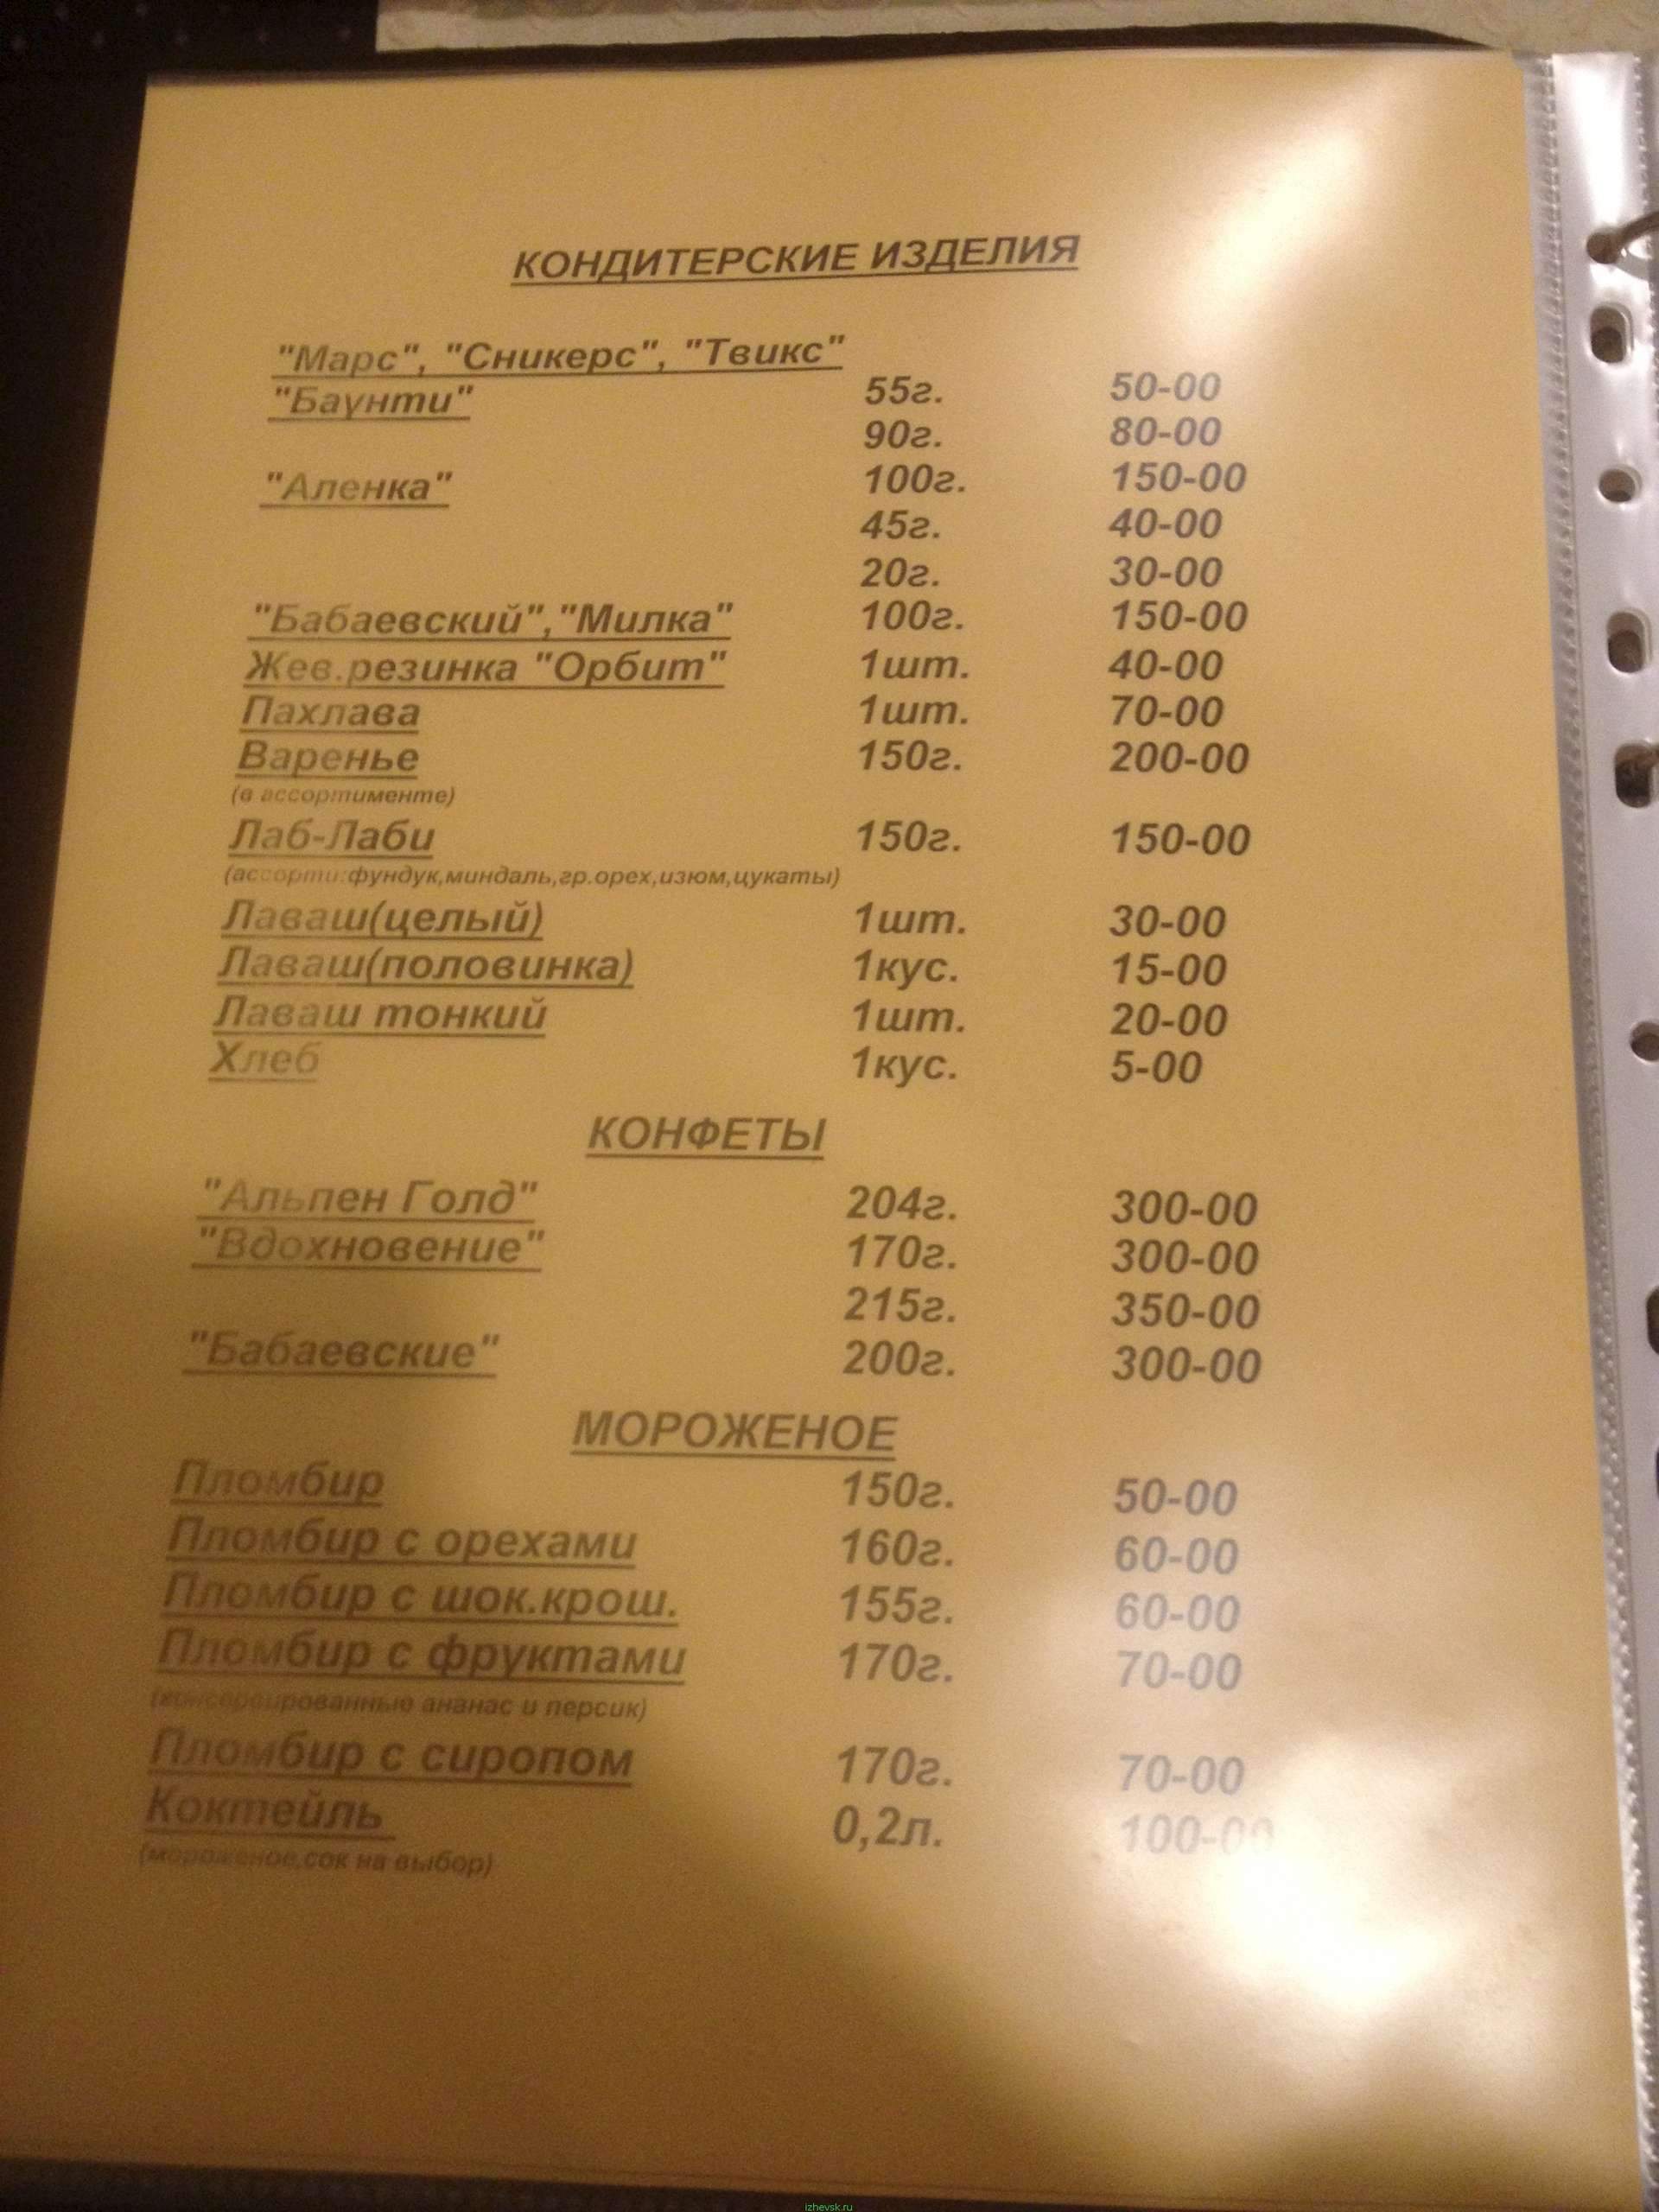 КОНДИТЕРСКИЕ ИЗДЕЛИЯ
"Марс", "Сникерс", "Твикс"
"Баунти" 55г. 50-00
90г. 80-00
"Аленка" 100г. 150-00
45г. 40-00
20г. 30-00
"Бабаевский","Милка" 100г. 150-00
Жев.резинка "Орбит" 1шт. 40-00
Пахлава 1шт. 70-00
Варенье 150г. 200-00
(в ассортименте)
Лаб-Лаби 150г. 150-00
(ассорти:фундук,миндаль,гр.орех,изюм,цукаты)
Лаваш(целый) 1шт. 30-00
Лаваш(половинка) 1кус. 15-00
Лаваш тонкий 1шт. 20-00
Хлеб 1кус. 5-00
КОНФЕТЫ
"Альпен Голд" 204г. 300-00
"Вдохновение" 170г. 300-00
215г. 350-00
"Бабаевские" 200г. 300-00
МОРОЖЕНОЕ
Пломбир 150г. 50-00
Пломбир с орехами 160г. 60-00
Пломбир с шок.крош. 155г. 60-00
Пломбир с фруктами 170г. 70-00
(консервированные ананас и персик)
Пломбир с сиропом 170г. 70-00
Коктейль 0,2л. 100-00
(мороженое,сок на выбор)
izhevsk.ru